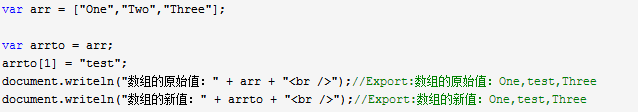 var arr = ["One","Two","Three"];
var arrto = arr;
arrto[1] = "test";
document.writeln("数组的原始值：" + arr + "<br />");//Export:数组的原始值：One,test,Three
document.writeln("数组的新值：" + arrto + "<br />");//Export:数组的新值：One,test,Three